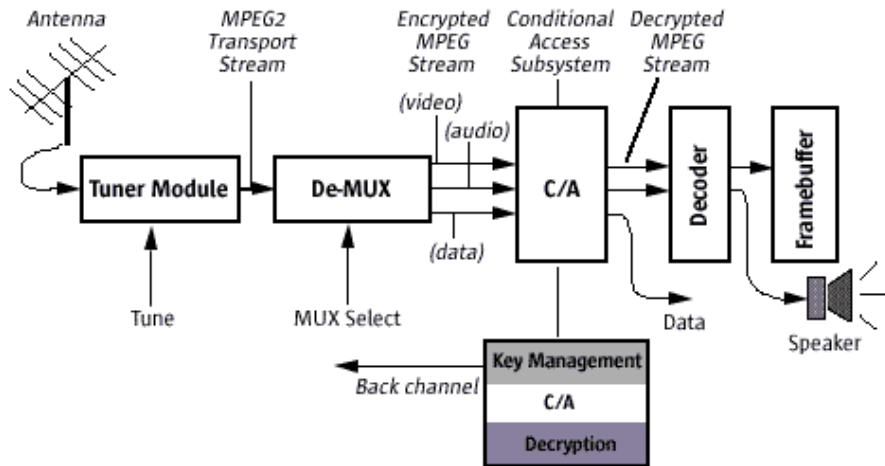 Antenna
MPEG2
Transport
Stream
Encrypted
MPEG
Stream
Conditional
Access
Subsystem
Decrypted
MPEG
Stream
(video)
(audio)
Tuner Module
De-MUX
C/A
Decoder
Framebuffer
(data)
Tune
MUX Select
Data
Speaker
Back channel
Key Management
C/A
Decryption